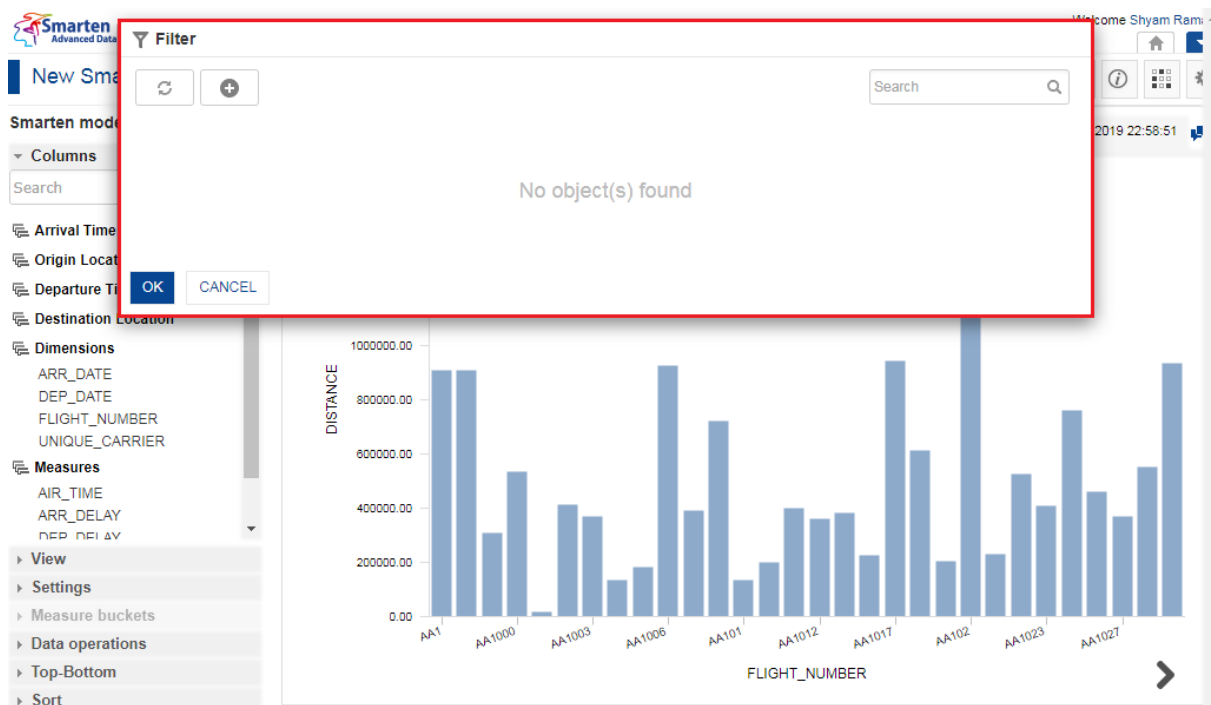 Smarten
Advanced Data
Welcome Shyam Rama
Filter
New Sma
Search
Smarten mode
2019 22:58:51
Columns
Search
No object(s) found
Arrival Time
Origin Locat
Departure Ti
OK
CANCEL
Destination Location
Dimensions
ARR_DATE
DEP_DATE
FLIGHT_NUMBER
UNIQUE_CARRIER
Measures
AIR_TIME
ARR_DELAY
DEP_DELAY
View
Settings
Measure buckets
Data operations
Top-Bottom
Sort
DISTANCE
1000000.00
800000.00
600000.00
400000.00
200000.00
0.00
AA1
AA1000
AA1003
AA1006
AA101
AA1012
AA1017
AA102
AA1023
AA1027
FLIGHT_NUMBER